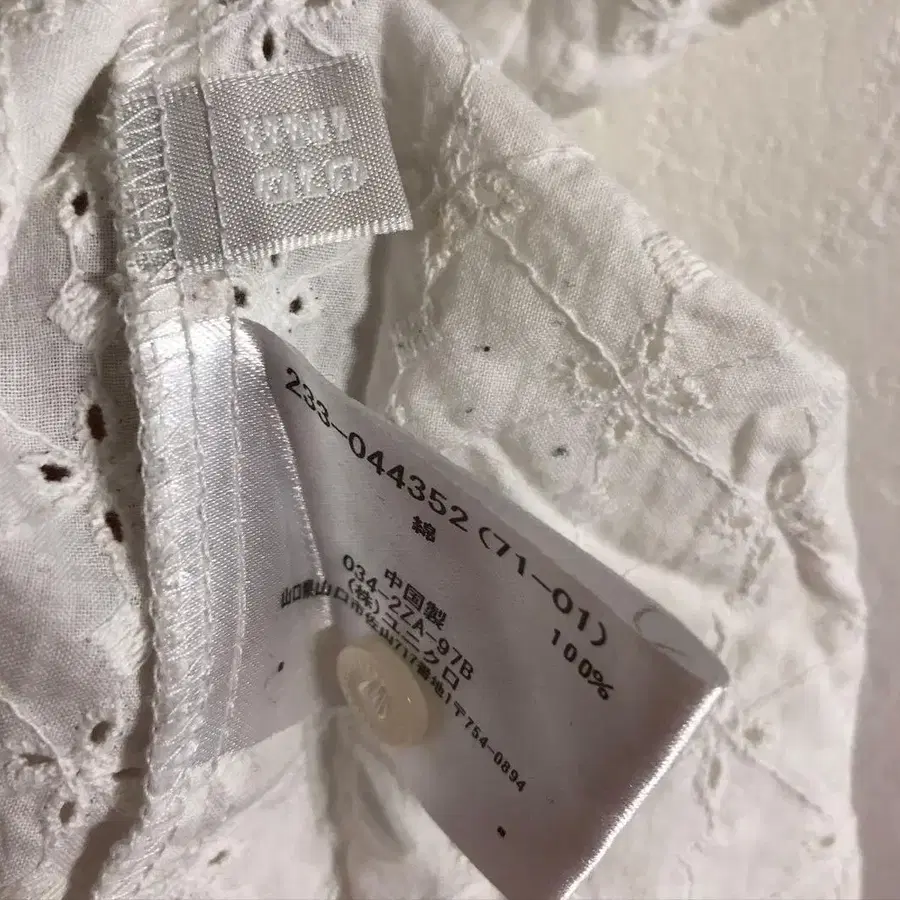 UNI
QLO
233-044352(71-01)
綿 100%
中国製
034-2ZA-97B
(株)ユニクロ
山口県山口市佐山717番地1〒754-0894